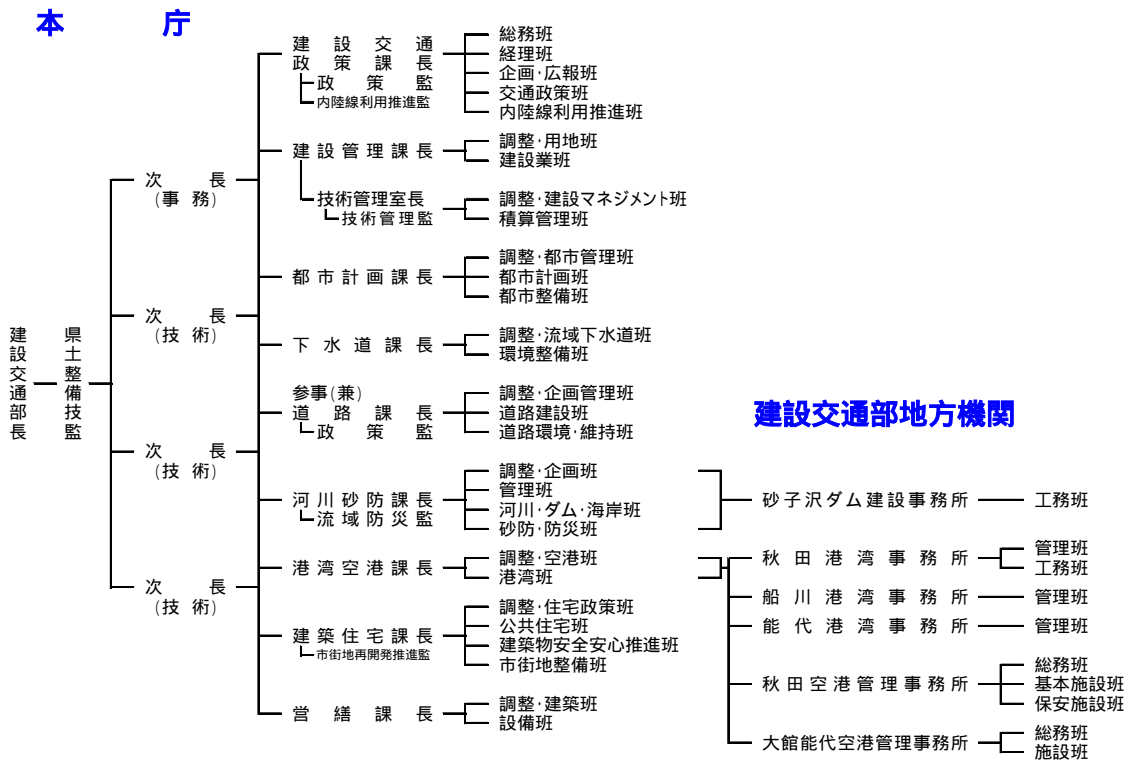 本庁
建設交通部長
県土整備技監
次長
(事務)
次長
(技術)
次長
(技術)
次長
(技術)
建設交通
政策課長
政策監
内陸線利用推進監
総務班
経理班
企画・広報班
交通政策班
内陸線利用推進班
建設管理課長
調整・用地班
建設業班
技術管理室長
技術管理監
調整・建設マネジメント班
積算管理班
都市計画課長
調整・都市管理班
都市計画班
都市整備班
下水道課長
調整・流域下水道班
環境整備班
参事(兼)
道路課長
政策監
調整・企画管理班
道路建設班
道路環境・維持班
河川砂防課長
流域防災監
調整・企画班
管理班
河川・ダム・海岸班
砂防・防災班
港湾空港課長
調整・空港班
港湾班
建築住宅課長
市街地再開発推進監
調整・住宅政策班
公共住宅班
建築物安全安心推進班
市街地整備班
営繕課長
調整・建築班
設備班
建設交通部地方機関
砂子沢ダム建設事務所
工務班
秋田港湾事務所
管理班
工務班
船川港湾事務所
管理班
能代港湾事務所
管理班
秋田空港管理事務所
総務班
基本施設班
保安施設班
大館能代空港管理事務所
総務班
施設班